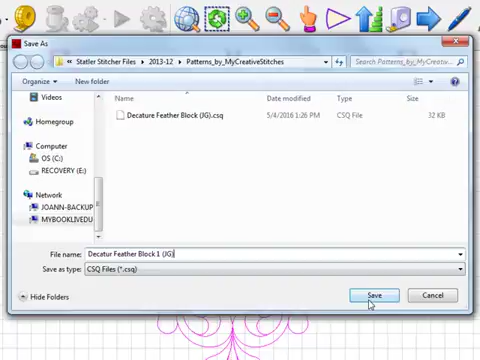 Save As
« Statler Stitcher Files ▸ 2013-12 ▸ Patterns_by_MyCreativeStitches
Search Patterns_by_MyCreativ...
Organize
New folder
Videos
Homegroup
Computer
OS (C:)
RECOVERY (E:)
Network
JOANN-BACKUP
MYBOOKLIVEDU
Name
Date modified
Type
Size
Decature Feather Block (JG).csq
5/4/2016 1:26 PM
CSQ File
32 KB
File name:
Decatur Feather Block 1 (JG)
Save as type:
CSQ Files (*.csq)
Hide Folders
Save
Cancel